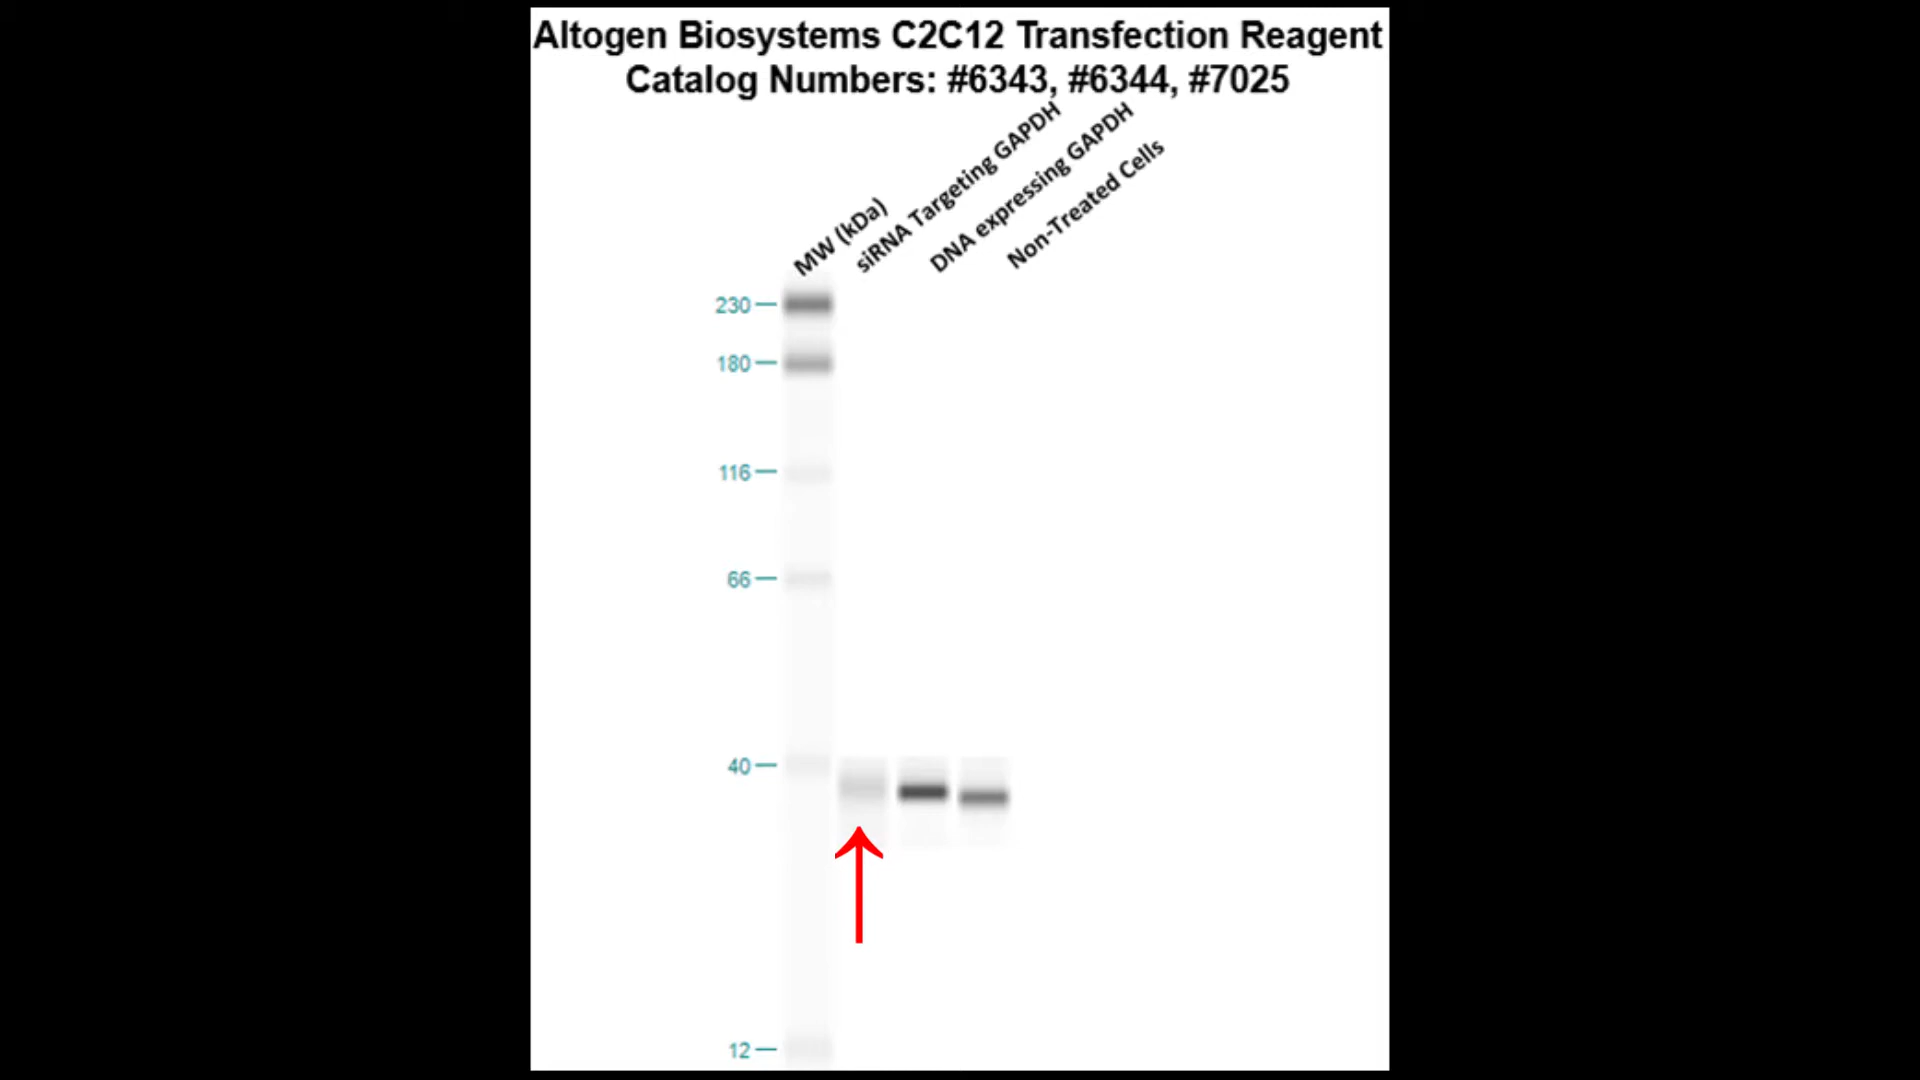 Altogen Biosystems C2C12 Transfection Reagent
Catalog Numbers: #6343, #6344, #7025
MW (kDa)
siRNA Targeting GAPDH
DNA expressing GAPDH
Non-Treated Cells
230
180
116
66
40
12